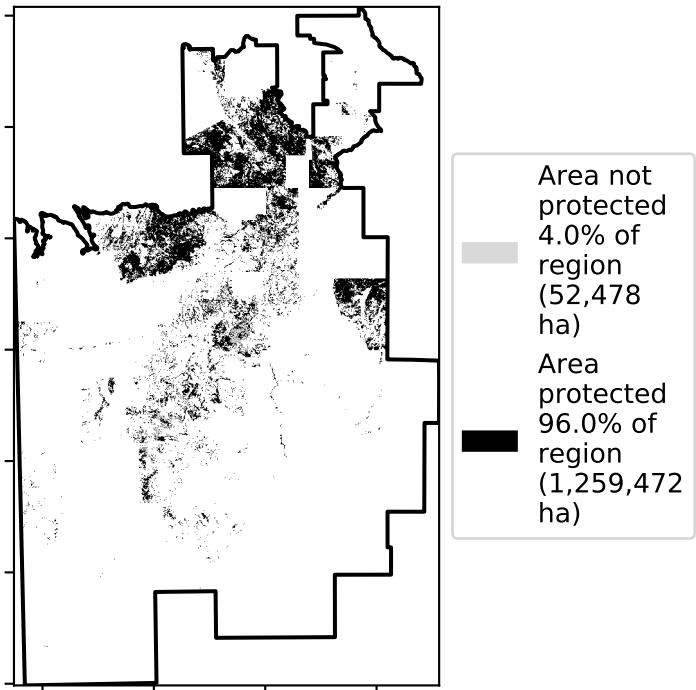 Area not
protected
4.0% of
region
(52,478
ha)
Area
protected
96.0% of
region
(1,259,472
ha)